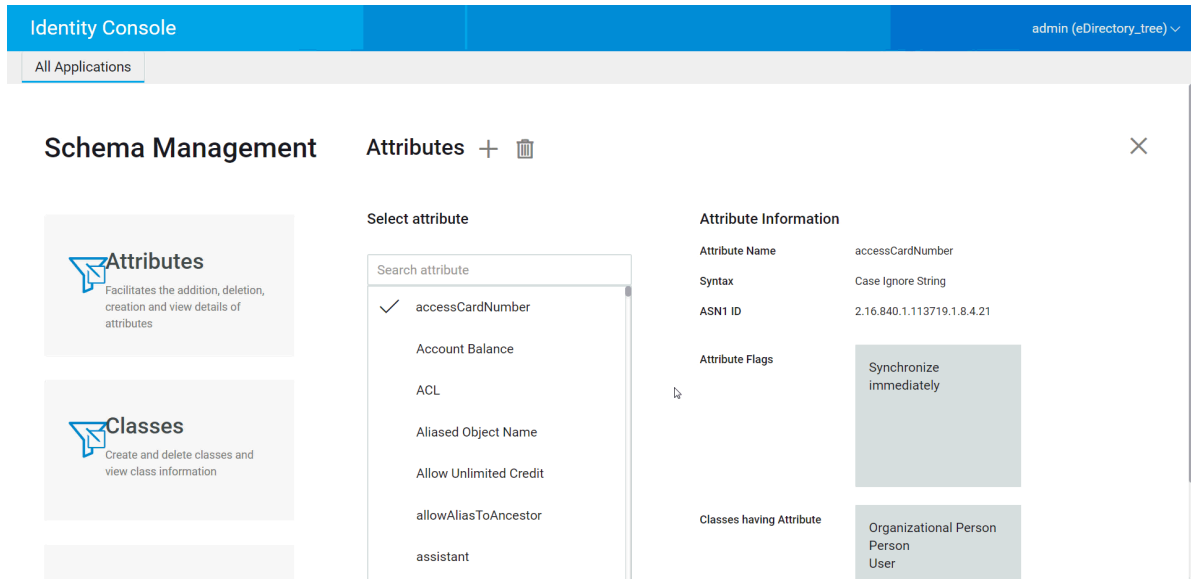 Identity Console
admin (eDirectory_tree)
All Applications
Schema Management
Attributes
Attributes
Facilitates the addition, deletion,
creation and view details of
attributes
Classes
Create and delete classes and
view class information
Select attribute
Search attribute
accessCardNumber
Account Balance
ACL
Aliased Object Name
Allow Unlimited Credit
allowAliasToAncestor
assistant
Attribute Information
Attribute Name accessCardNumber
Syntax Case Ignore String
ASN1 ID 2.16.840.1.113719.1.8.4.21
Attribute Flags Synchronize
immediately
Classes having Attribute Organizational Person
Person
User